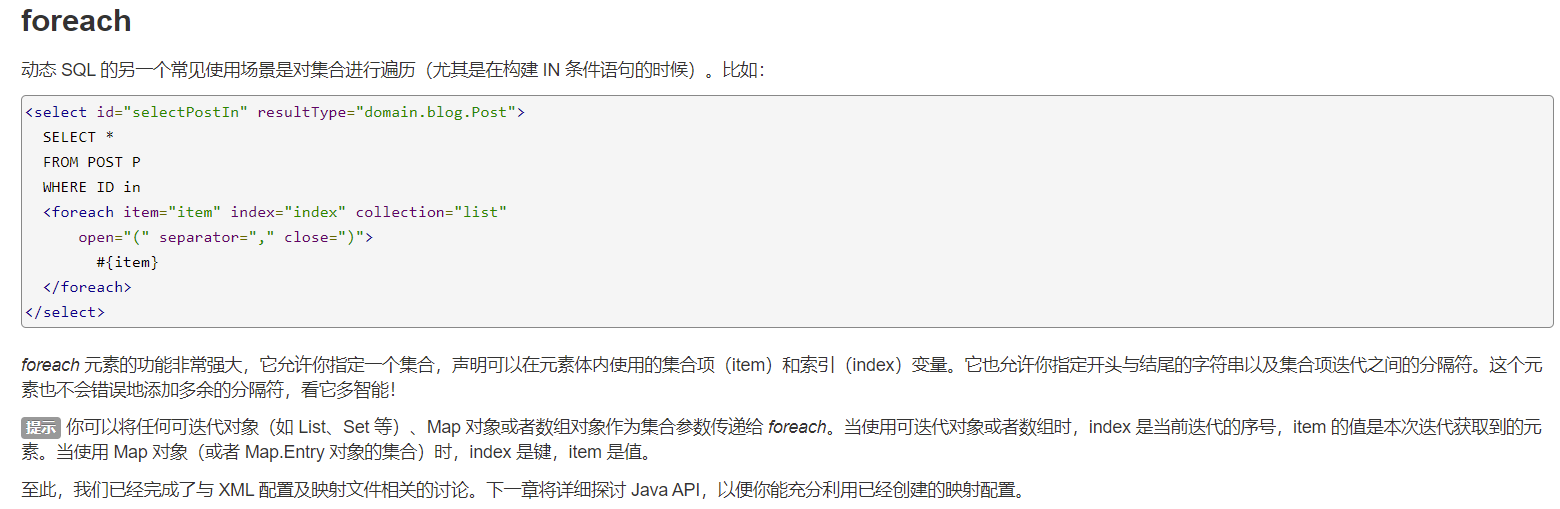 foreach
动态 SQL 的另一个常见使用场景是对集合进行遍历（尤其是在构建 IN 条件语句的时候）。比如：
<select id="selectPostIn" resultType="domain.blog.Post">
  SELECT *
  FROM POST P
  WHERE ID in
  <foreach item="item" index="index" collection="list"
      open="(" separator="," close=")">
        #{item}
  </foreach>
</select>
foreach 元素的功能非常强大，它允许你指定一个集合，声明可以在元素体内使用的集合项（item）和索引（index）变量。它也允许你指定开头与结尾的字符串以及集合项迭代之间的分隔符。这个元
素也不会错误地添加多余的分隔符，看它多智能！
提示 你可以将任何可迭代对象（如 List、Set 等）、Map 对象或者数组对象作为集合参数传递给 foreach。当使用可迭代对象或者数组时，index 是当前迭代的序号，item 的值是本次迭代获取到的元
素。当使用 Map 对象（或者 Map.Entry 对象的集合）时，index 是键，item 是值。
至此，我们已经完成了与 XML 配置及映射文件相关的讨论。下一章将详细探讨 Java API，以便你能充分利用已经创建的映射配置。